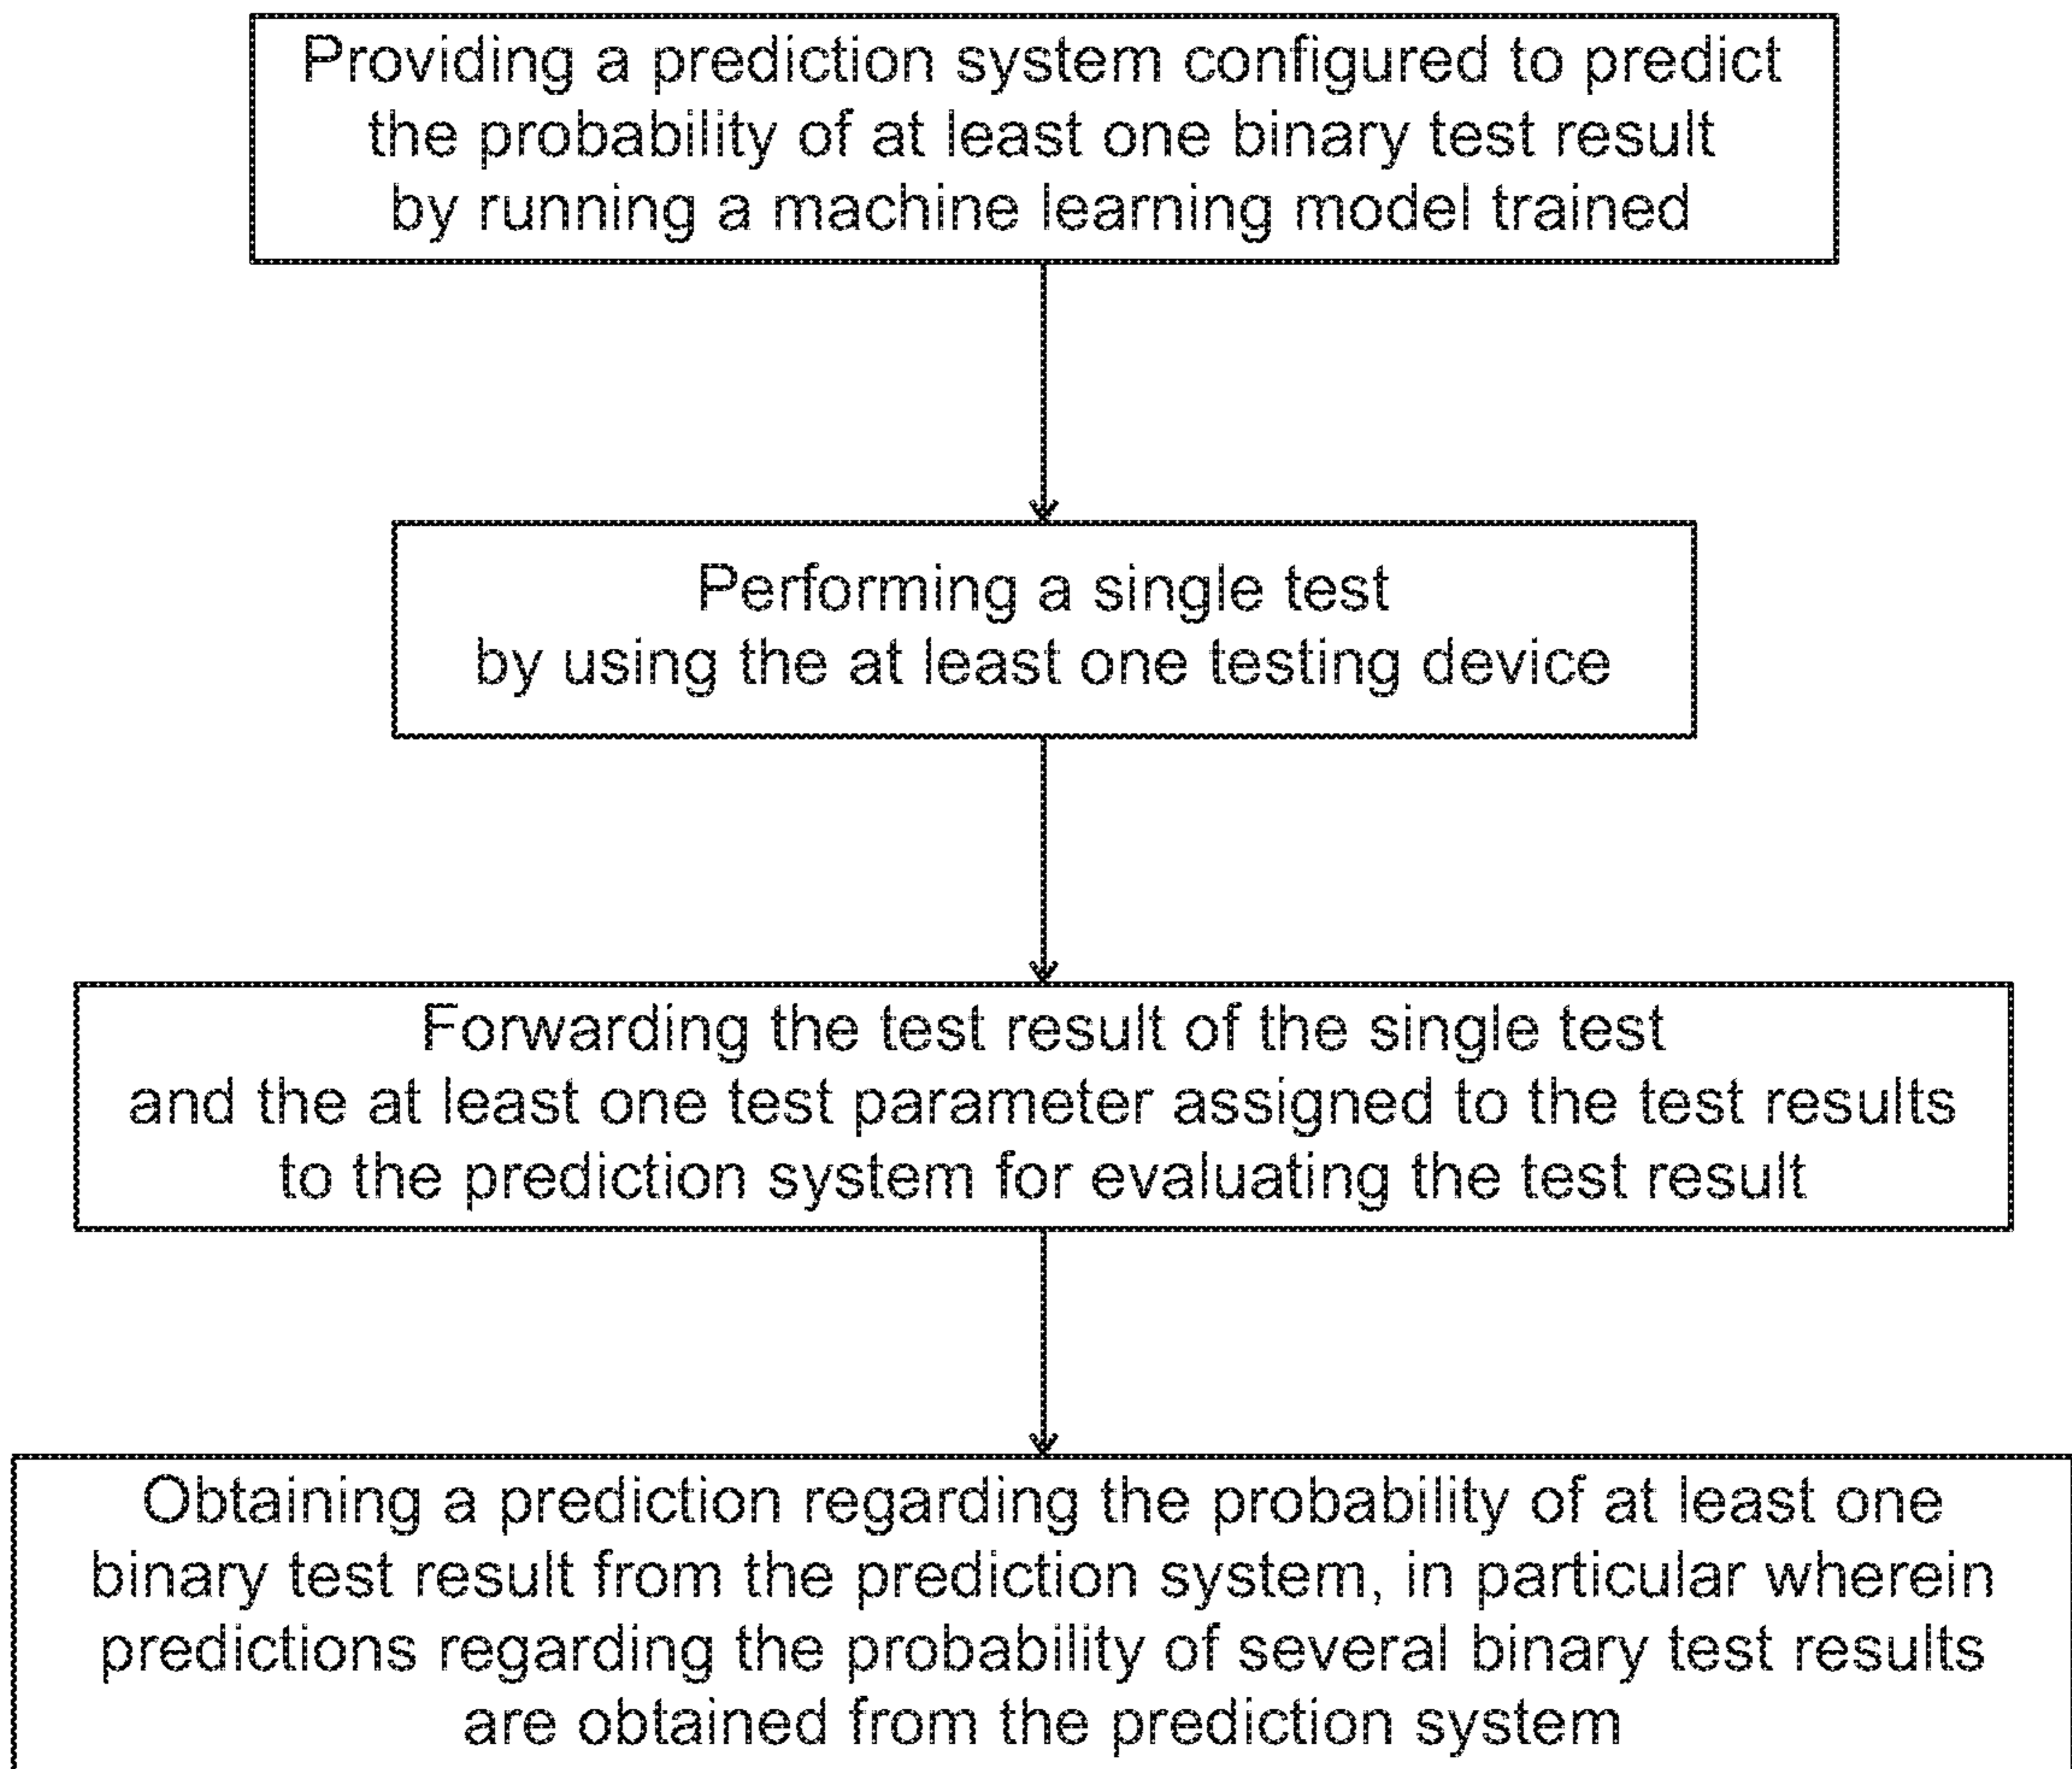 Providing a prediction system configured to predict
the probability of at least one binary test result
by running a machine learning model trained
Performing a single test
by using the at least one testing device
Forwarding the test result of the single test
and the at least one test parameter assigned to the test results
to the prediction system for evaluating the test result
Obtaining a prediction regarding the probability of at least one
binary test result from the prediction system, in particular wherein
predictions regarding the probability of several binary test results
are obtained from the prediction system